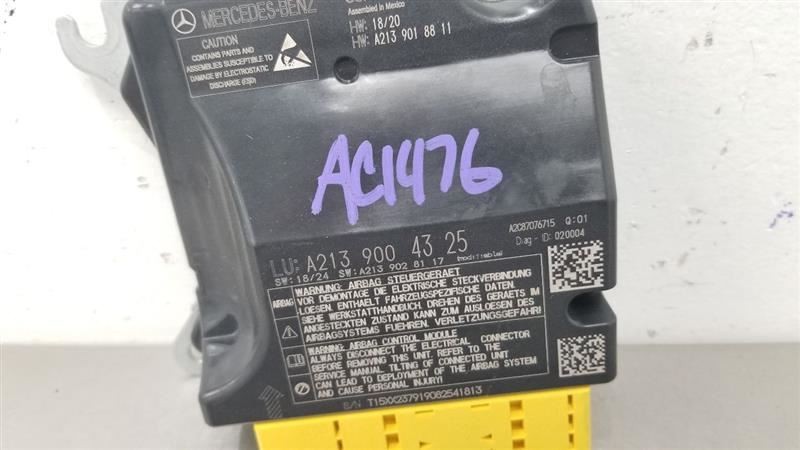 MERCEDES-BENZ
Assembled in Mexico
HW: 18/20
HW: A213 901 88 11
CAUTION
CONTAINS PARTS AND
ASSEMBLIES SUSCEPTIBLE TO
DAMAGE BY ELECTROSTATIC
DISCHARGE (ESD)
AC1476
A2C87076715 Q:01
Diag - ID: 020004
LU: A213 900 43 25
SW: 18/24 SW: A213 902 81 17 (modifiable)
AIRBAG
WARNUNG: AIRBAG STEUERGERAET
VOR DEMONTAGE DIE ELEKTRISCHE STECKVERBINDUNG
LOESEN. ENTHAELT FAHRZEUGSPEZIFISCHE DATEN.
SIEHE WERKSTATTHANDBUCH. DREHEN DES GERAETS IM
ANGESTECKTEN ZUSTAND KANN ZUM AUSLOESEN DES
AIRBAGSYSTEMS FUEHREN. VERLETZUNGSGEFAHR!
WARNING: AIRBAG CONTROL MODULE
ALWAYS DISCONNECT THE ELECTRICAL CONNECTOR
BEFORE REMOVING THIS UNIT. REFER TO THE
SERVICE MANUAL. TILTING OF CONNECTED UNIT
CAN LEAD TO DEPLOYMENT OF THE AIRBAG SYSTEM
AND CAUSE PERSONAL INJURY!
S/N T15XX237919082541813